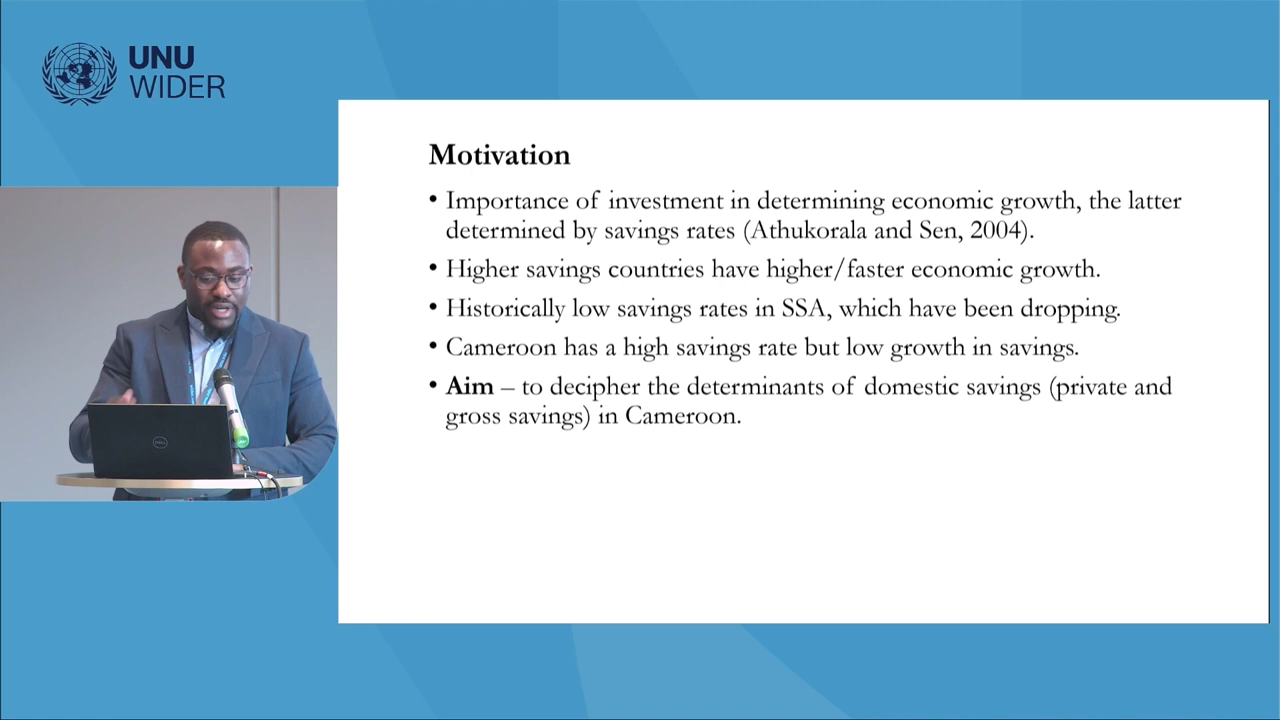 UNU
WIDER
Motivation
• Importance of investment in determining economic growth, the latter
determined by savings rates (Athukorala and Sen, 2004).
• Higher savings countries have higher/faster economic growth.
• Historically low savings rates in SSA, which have been dropping.
• Cameroon has a high savings rate but low growth in savings.
• Aim – to decipher the determinants of domestic savings (private and
gross savings) in Cameroon.
DELL